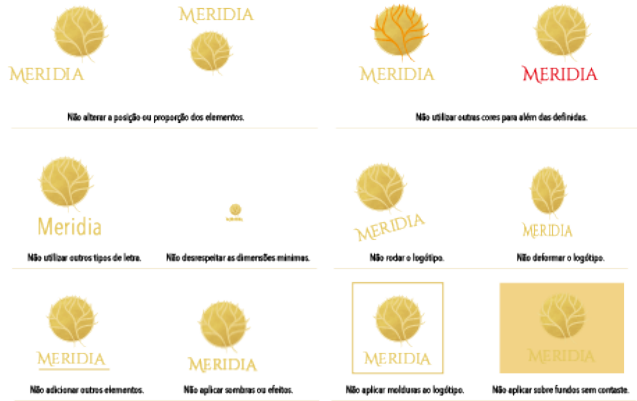 MERIDIA
MERIDIA
MERIDIA
MERIDIA
Não alterar a posição ou proporção dos elementos.
Não utilizar outras cores para além das definidas.
Meridia
MERIDIA
MERIDIA
MERIDIA
Não utilizar outros tipos de letra.
Não desrespeitar as dimensões mínimas.
Não rodar o logótipo.
Não deformar o logótipo.
MERIDIA
MERIDIA
MERIDIA
MERIDIA
Não adicionar outros elementos.
Não aplicar sombras ou efeitos.
Não aplicar molduras ao logótipo.
Não aplicar sobre fundos sem contaste.